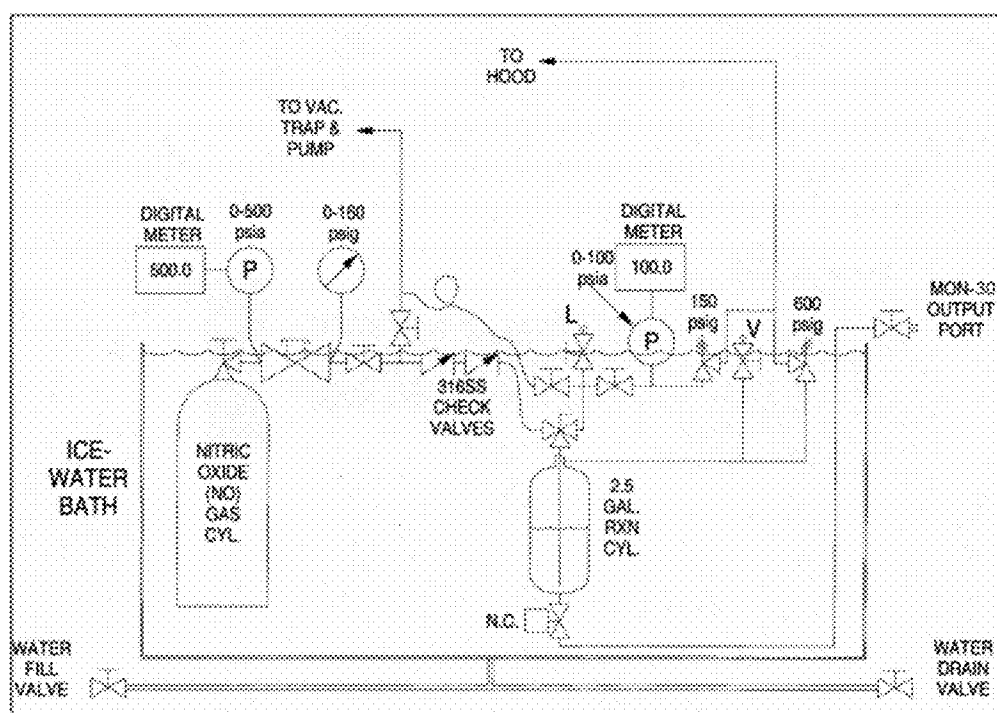 TO
HOOD
TO VAC.
TRAP &
PUMP
DIGITAL
METER
500.0
0-500
psia
P
0-160
psig
DIGITAL
METER
100.0
0-100
psia
P
L
150
psig
V
600
psig
MON-30
OUTPUT
PORT
316SS
CHECK
VALVES
ICE-
WATER
BATH
NITRIC
OXIDE
(NO)
GAS
CYL.
2.5
GAL.
RXN
CYL.
N.C.
WATER
FILL
VALVE
WATER
DRAIN
VALVE